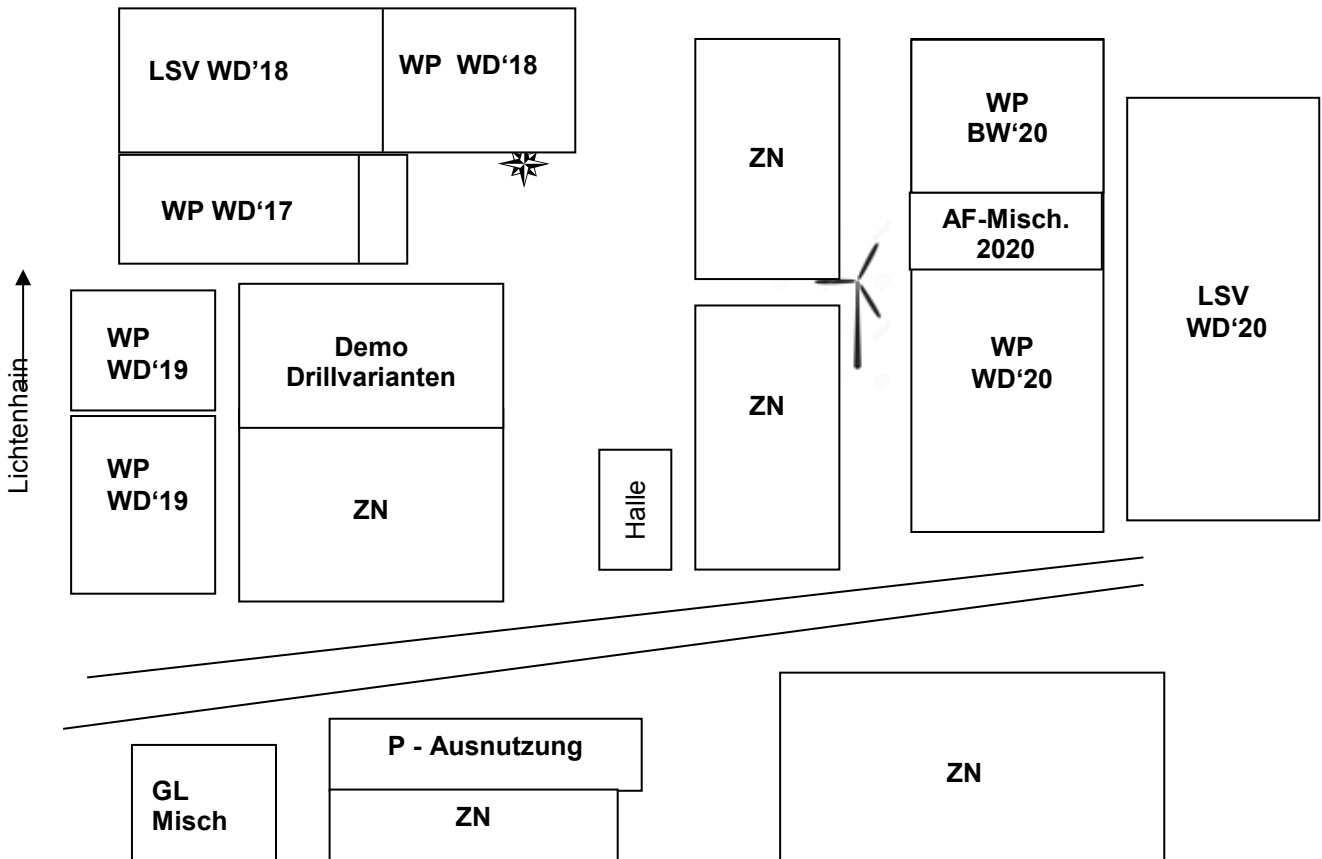 LSV WD’18
WP WD’18
WP WD‘17
ZN
WP
BW‘20
AF-Misch.
2020
LSV
WD‘20
Lichtenhain
WP
WD‘19
Demo
Drillvarianten
WP
WD‘20
ZN
WP
WD‘19
ZN
Halle
P - Ausnutzung
GL
Misch
ZN
ZN